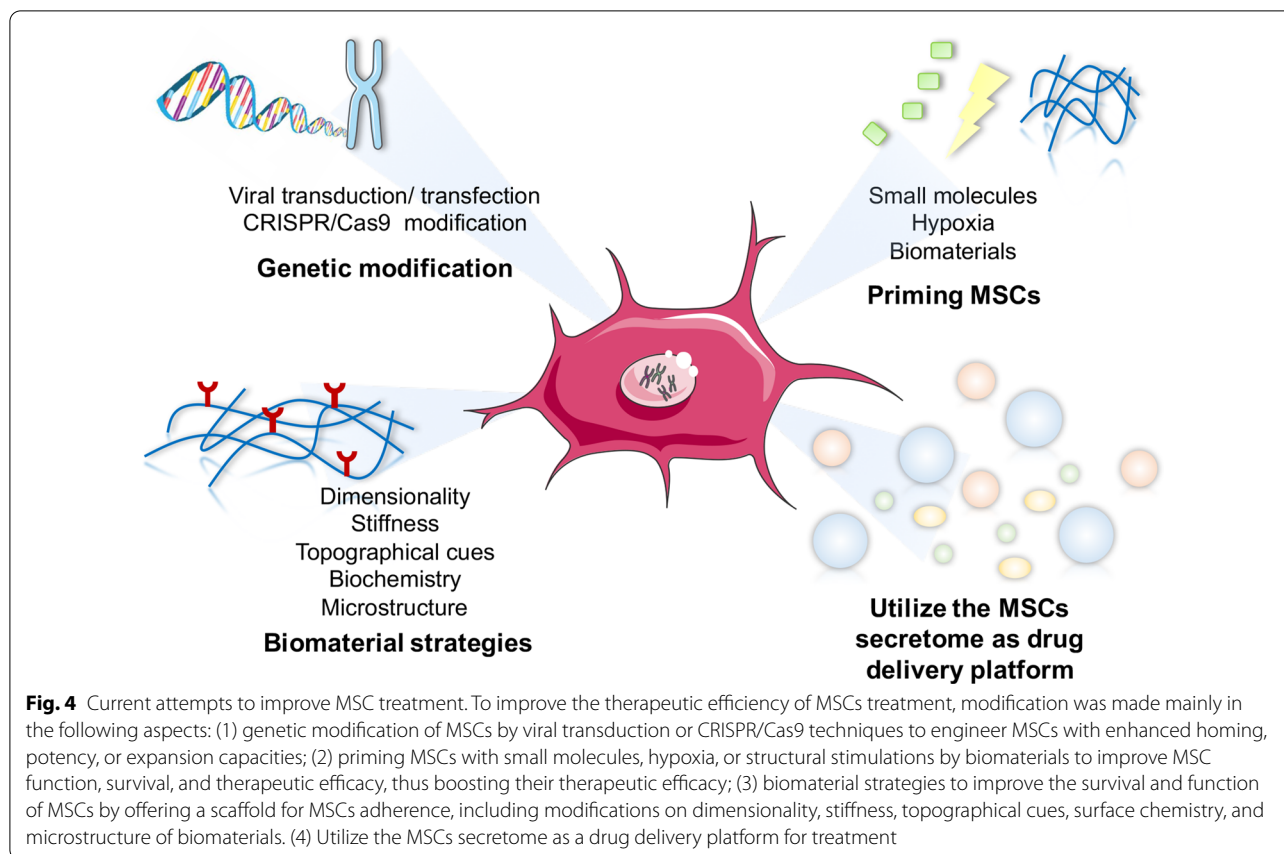 Viral transduction/ transfection
CRISPR/Cas9 modification
Genetic modification
Small molecules
Hypoxia
Biomaterials
Priming MSCs
Dimensionality
Stiffness
Topographical cues
Biochemistry
Microstructure
Biomaterial strategies
Utilize the MSCs
secretome as drug
delivery platform
Fig. 4 Current attempts to improve MSC treatment. To improve the therapeutic efficiency of MSCs treatment, modification was made mainly in
the following aspects: (1) genetic modification of MSCs by viral transduction or CRISPR/Cas9 techniques to engineer MSCs with enhanced homing,
potency, or expansion capacities; (2) priming MSCs with small molecules, hypoxia, or structural stimulations by biomaterials to improve MSC
function, survival, and therapeutic efficacy, thus boosting their therapeutic efficacy; (3) biomaterial strategies to improve the survival and function
of MSCs by offering a scaffold for MSCs adherence, including modifications on dimensionality, stiffness, topographical cues, surface chemistry, and
microstructure of biomaterials. (4) Utilize the MSCs secretome as a drug delivery platform for treatment